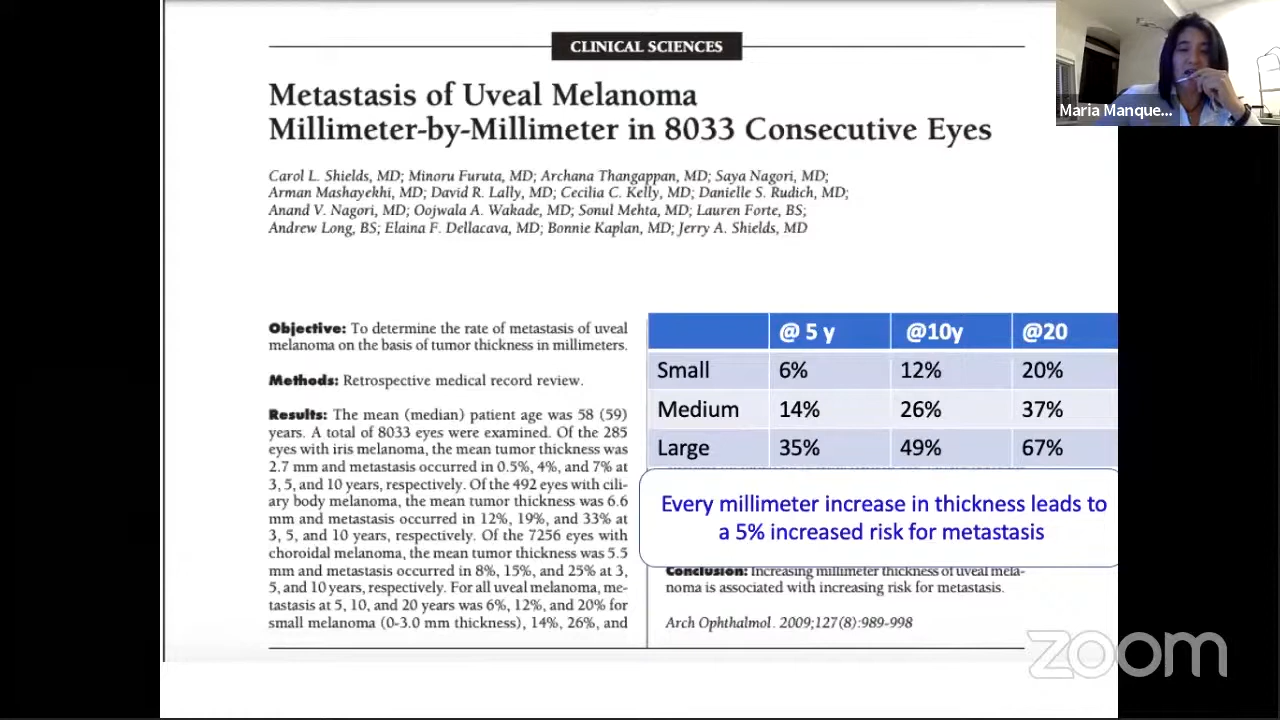 CLINICAL SCIENCES
Metastasis of Uveal Melanoma
Millimeter-by-Millimeter in 8033 Consecutive Eyes
Carol L. Shields, MD; Minoru Furuta, MD; Archana Thangappan, MD; Saya Nagori, MD;
Arman Mashayekhi, MD; David R. Lally, MD; Cecilia C. Kelly, MD; Danielle S. Rudich, MD;
Anand V. Nagori, MD; Oojwala A. Wakade, MD; Sonul Mehta, MD; Lauren Forte, BS;
Andrew Long, BS; Elaina F. Dellacava, MD; Bonnie Kaplan, MD; Jerry A. Shields, MD
Objective: To determine the rate of metastasis of uveal
melanoma on the basis of tumor thickness in millimeters.
Methods: Retrospective medical record review.
Results: The mean (median) patient age was 58 (59)
years. A total of 8033 eyes were examined. Of the 285
eyes with iris melanoma, the mean tumor thickness was
2.7 mm and metastasis occurred in 0.5%, 4%, and 7% at
3, 5, and 10 years, respectively. Of the 492 eyes with cili-
ary body melanoma, the mean tumor thickness was 6.6
mm and metastasis occurred in 12%, 19%, and 33% at
3, 5, and 10 years, respectively. Of the 7256 eyes with
choroidal melanoma, the mean tumor thickness was 5.5
mm and metastasis occurred in 8%, 15%, and 25% at 3,
5, and 10 years, respectively. For all uveal melanoma, me-
tastasis at 5, 10, and 20 years was 6%, 12%, and 20% for
small melanoma (0-3.0 mm thickness), 14%, 26%, and
@ 5 y @10y @20
Small 6% 12% 20%
Medium 14% 26% 37%
Large 35% 49% 67%
Every millimeter increase in thickness leads to
a 5% increased risk for metastasis
Conclusion: Increasing millimeter thickness of uveal mela-
noma is associated with increasing risk for metastasis.
Arch Ophthalmol. 2009;127(8):989-998
Maria Manque...
zoom